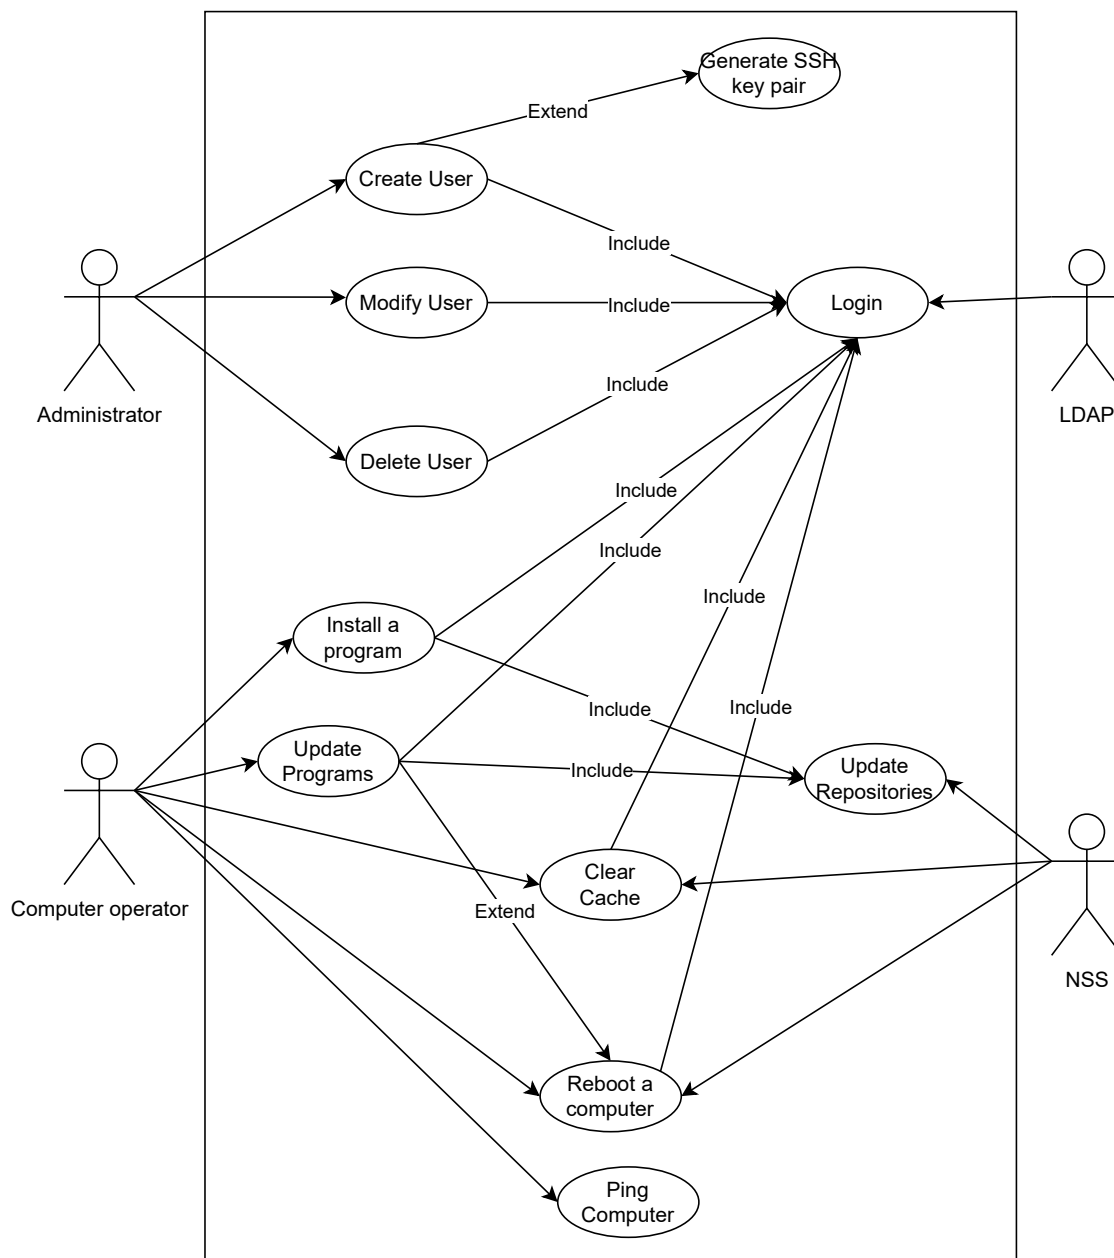 Generate SSH
key pair
Extend
Create User
Include
Modify User
Include
Login
Include
Administrator
LDAP
Delete User
Include
Include
Include
Install a
program
Include
Include
Update
Programs
Include
Update
Repositories
Clear
Cache
Extend
Computer operator
NSS
Reboot a
computer
Ping
Computer